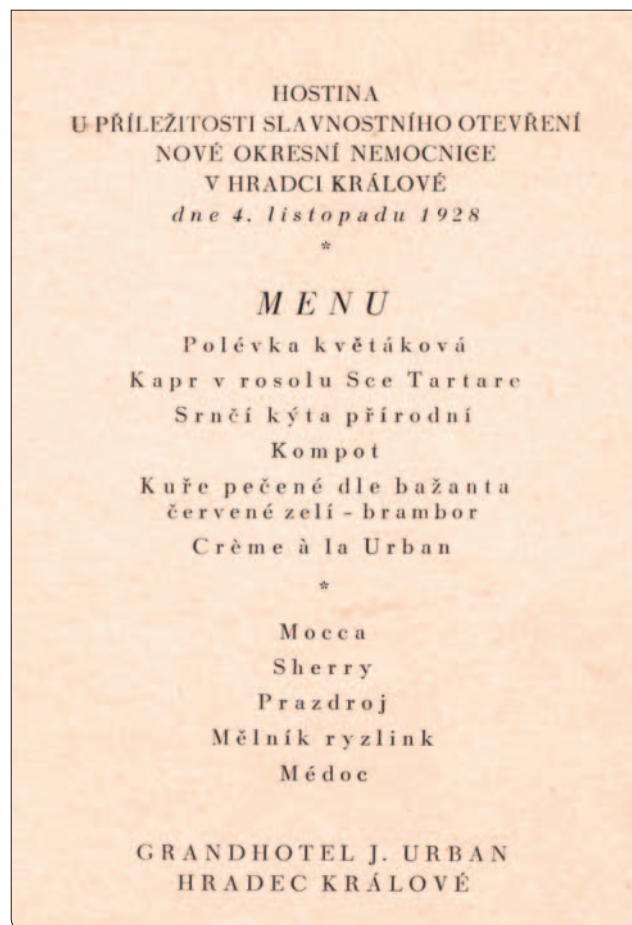 HOSTINA
U PŘÍLEŽITOSTI SLAVNOSTNÍHO OTEVŘENÍ
NOVÉ OKRESNÍ NEMOCNICE
V HRADCI KRÁLOVÉ
dne 4. listopadu 1928
*
MENU
Polévka květáková
Kapr v rosolu Sce Tartare
Srnčí kýta přírodní
Kompot
Kuře pečené dle bažanta
červené zelí - brambor
Crème à la Urban
*
Mocca
Sherry
Prazdroj
Mělník ryzlink
Médoc
GRANDHOTEL J. URBAN
HRADEC KRÁLOVÉ